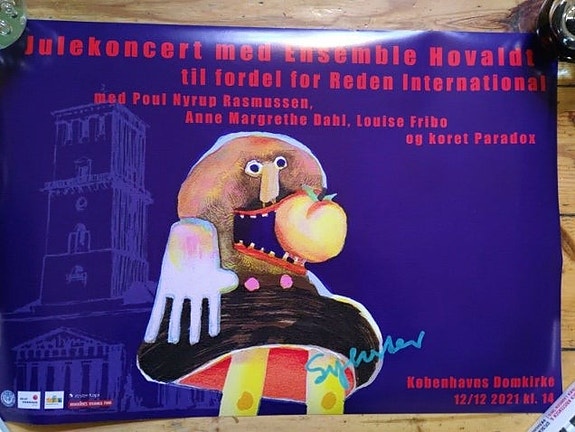 Julekoncert med Ensemble Hovaldt
til fordel for Reden International
med Poul Nyrup Rasmussen,
Anne Margrethe Dahl, Louise Fribo
og koret Paradox
Københavns Domkirke
12/12 2021 kl. 14